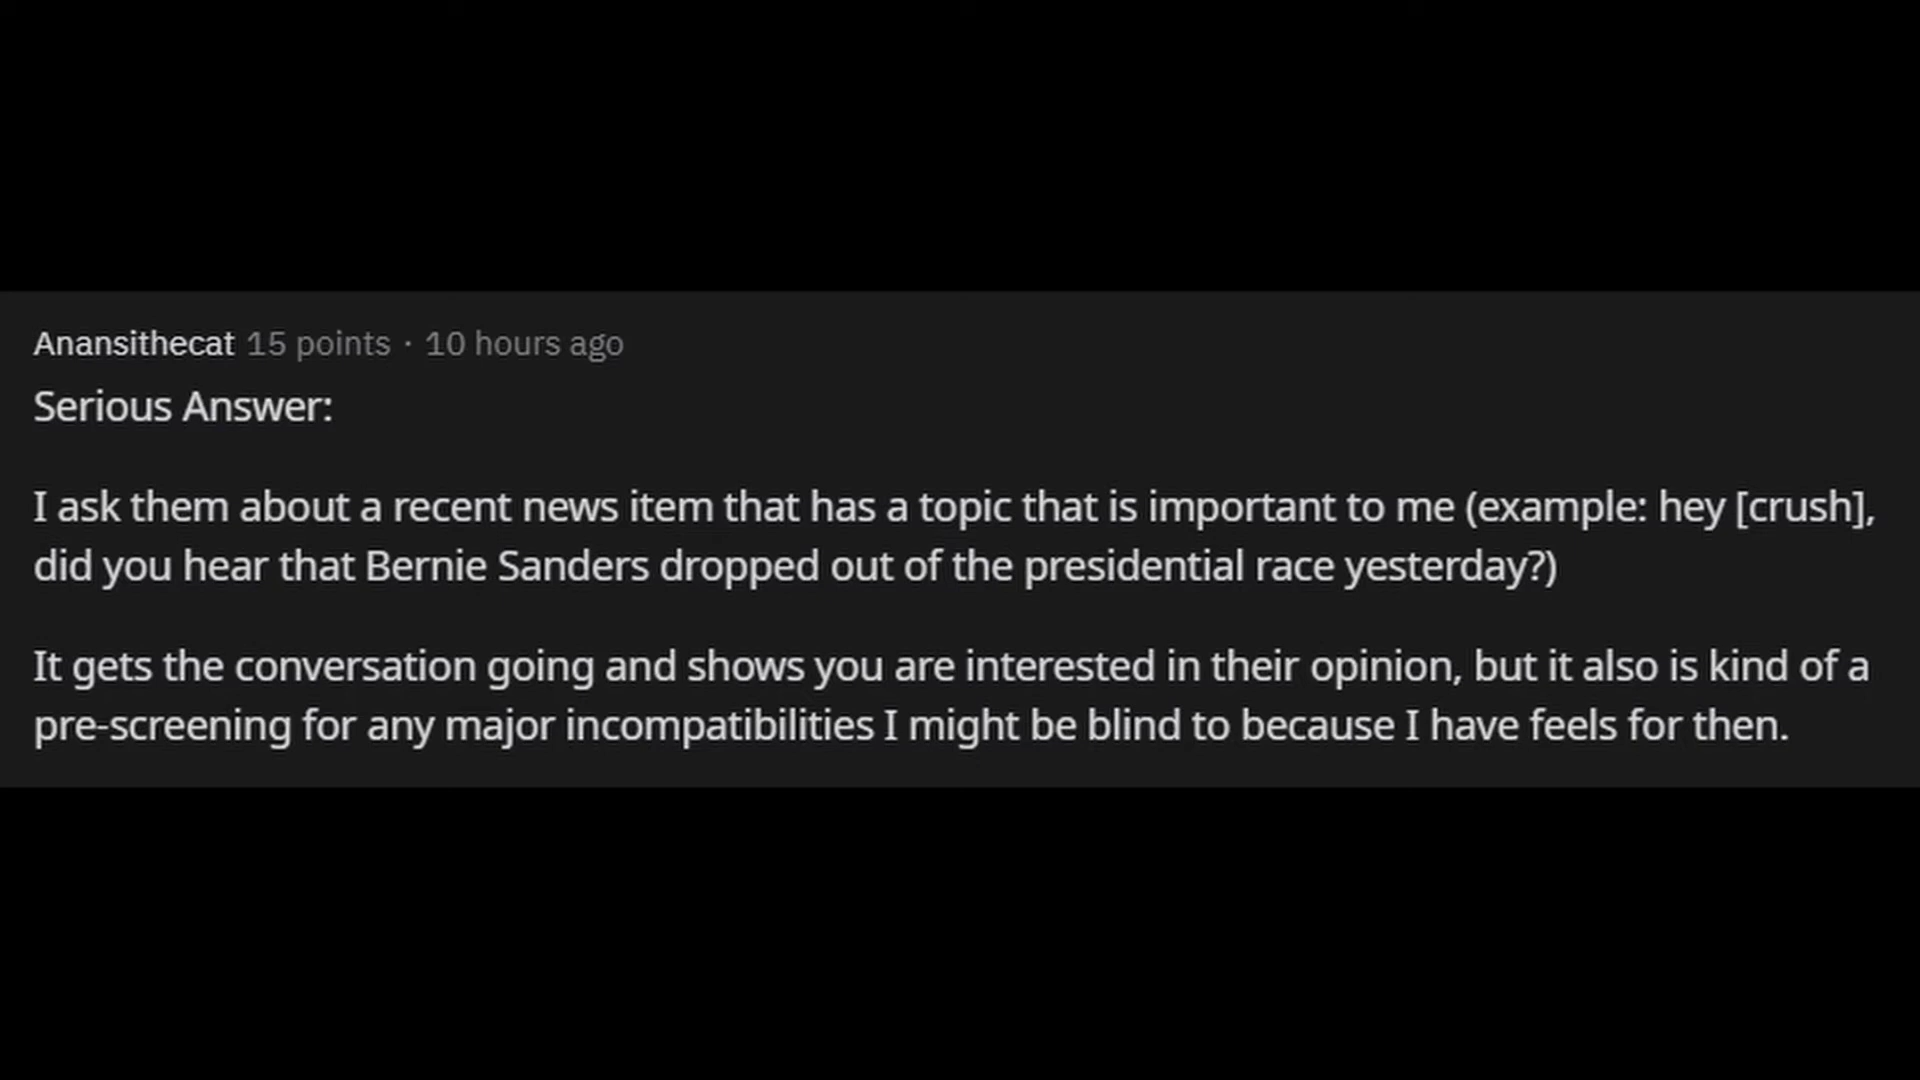 Anansithecat 15 points · 10 hours ago
Serious Answer:
I ask them about a recent news item that has a topic that is important to me (example: hey [crush],
did you hear that Bernie Sanders dropped out of the presidential race yesterday?)
It gets the conversation going and shows you are interested in their opinion, but it also is kind of a
pre-screening for any major incompatibilities I might be blind to because I have feels for then.